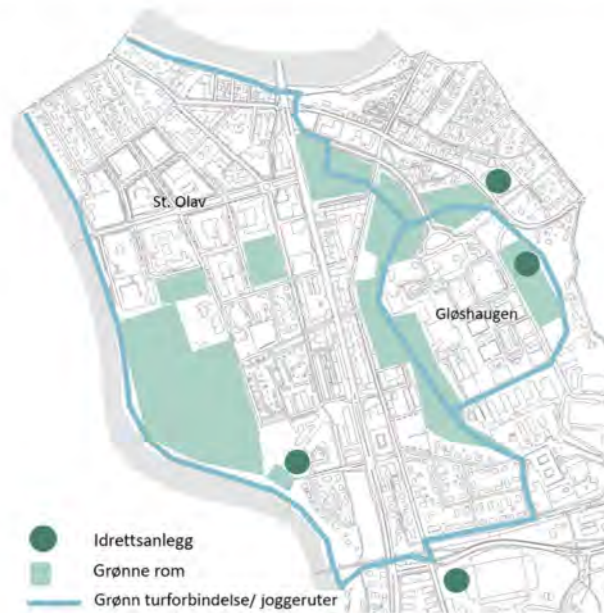 St. Olav
Gløshaugen
Idrettsanlegg
Grønne rom
Grønn turforbindelse/ joggeruter